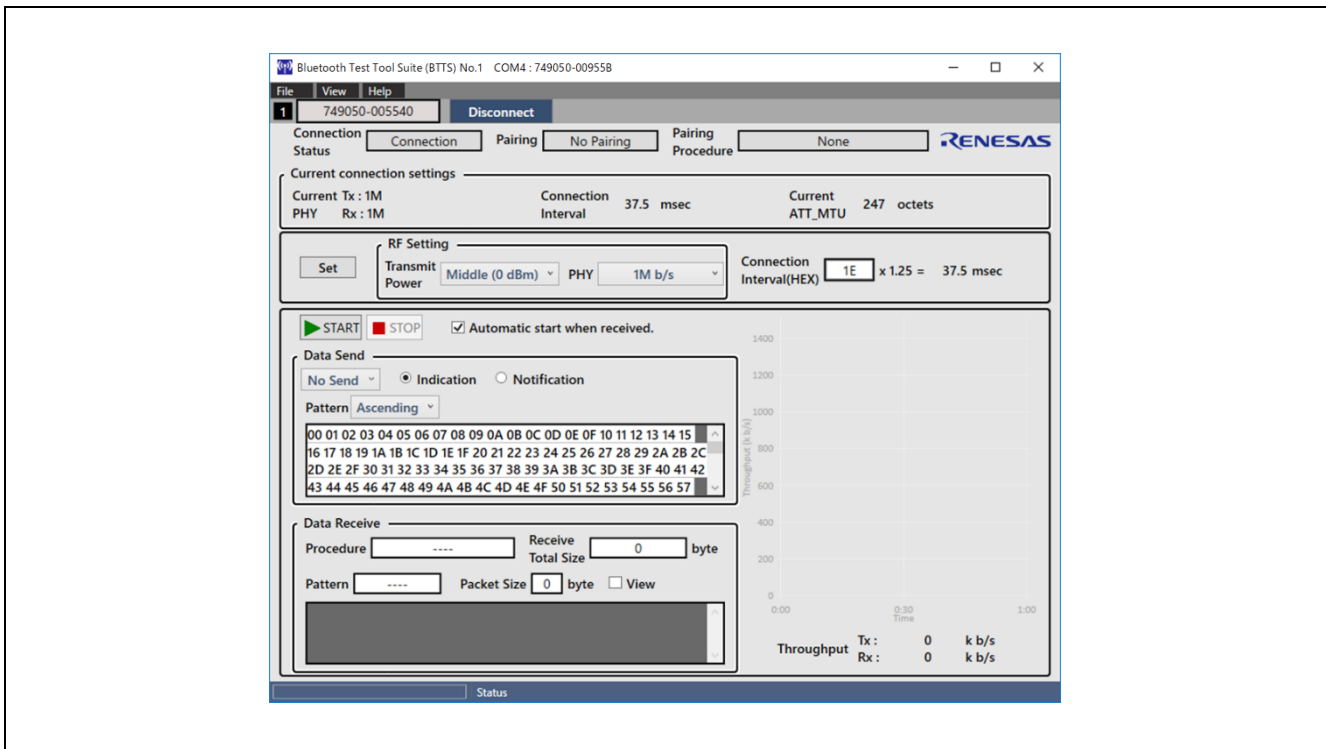 Bluetooth Test Tool Suite (BTTS) No.1 COM4 : 749050-00955B
File View Help
1 749050-005540 Disconnect
Connection Status Connection Pairing No Pairing Pairing Procedure None RENESAS
Current connection settings
Current PHY Tx : 1M Connection Interval 37.5 msec Current ATT_MTU 247 octets
Rx : 1M
RF Setting
Set Transmit Power Middle (0 dBm) PHY 1M b/s Connection Interval(HEX) 1E x 1.25 = 37.5 msec
START STOP Automatic start when received.
Data Send
No Send Indication Notification
Pattern Ascending
00 01 02 03 04 05 06 07 08 09 0A 0B 0C 0D 0E 0F 10 11 12 13 14 15
16 17 18 19 1A 1B 1C 1D 1E 1F 20 21 22 23 24 25 26 27 28 29 2A 2B 2C
2D 2E 2F 30 31 32 33 34 35 36 37 38 39 3A 3B 3C 3D 3E 3F 40 41 42
43 44 45 46 47 48 49 4A 4B 4C 4D 4E 4F 50 51 52 53 54 55 56 57
Data Receive
Procedure ---- Receive Total Size 0 byte
Pattern ---- Packet Size 0 byte View
Throughput (k b/s)
1400
1200
1000
800
600
400
200
0
0:00 0:30 1:00
Time
Throughput Tx : 0 k b/s
Rx : 0 k b/s
Status